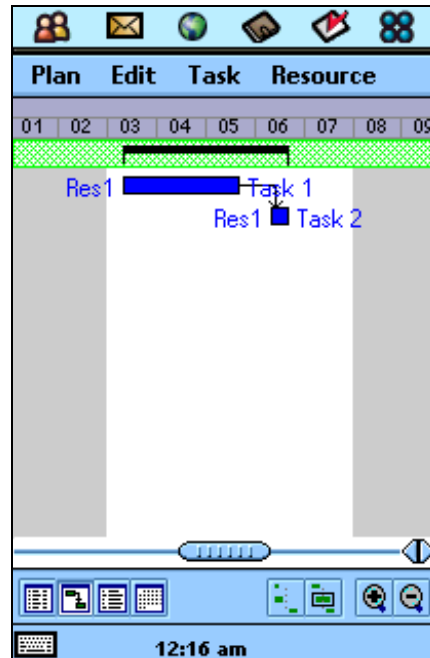 Plan Edit Task Resource
01 02 03 04 05 06 07 08 09
Res1 Task 1
Res1 Task 2
12:16 am